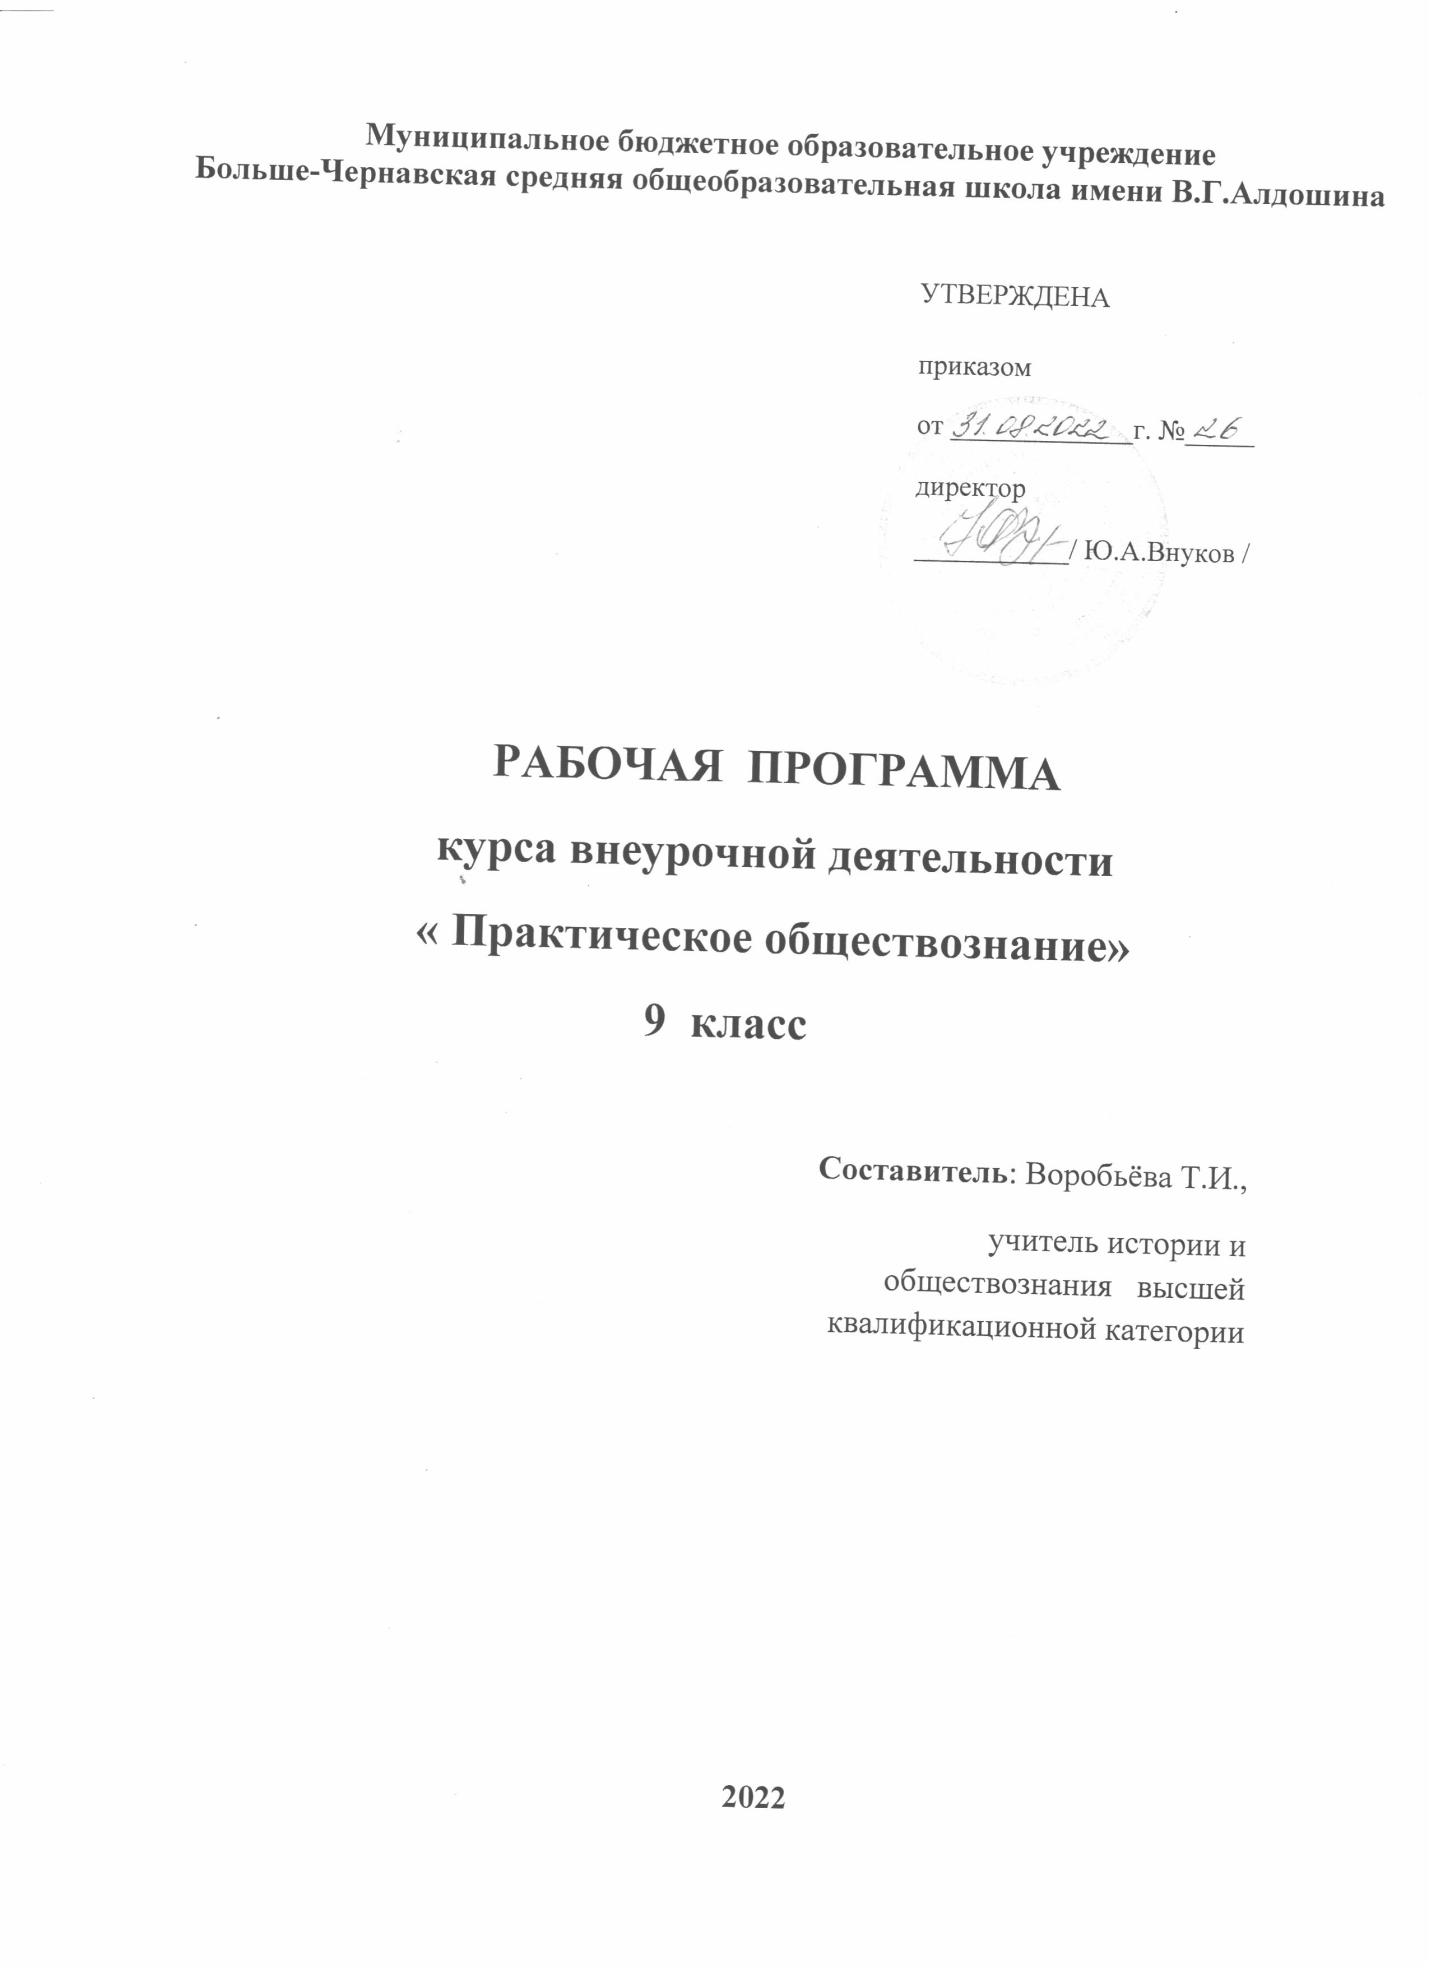 Муниципальное бюджетное образовательное учреждение
Больше-Чернавская средняя общеобразовательная школа имени В.Г.Алдошина
УТВЕРЖДЕНА
приказом
от 31.08.2022 г. № 26
директор
/ Ю.А.Внуков /
РАБОЧАЯ ПРОГРАММА
курса внеурочной деятельности
« Практическое обществознание»
9 класс
Составитель: Воробьёва Т.И.,
учитель истории и
обществознания высшей
квалификационной категории
2022